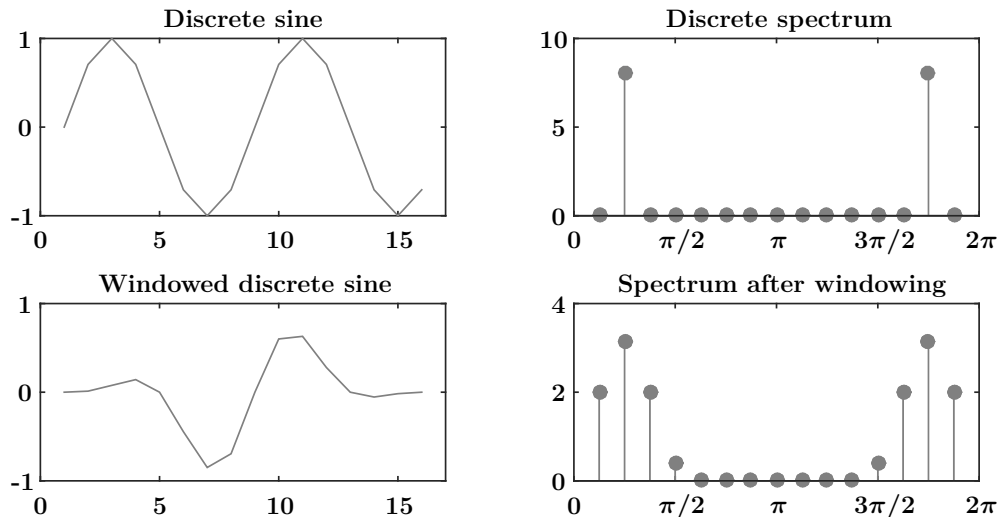 Discrete sine
1
0
-1
0 5 10 15
Discrete spectrum
10
5
0
0 π/2 π 3π/2 2π
Windowed discrete sine
1
0
-1
0 5 10 15
Spectrum after windowing
4
2
0
0 π/2 π 3π/2 2π